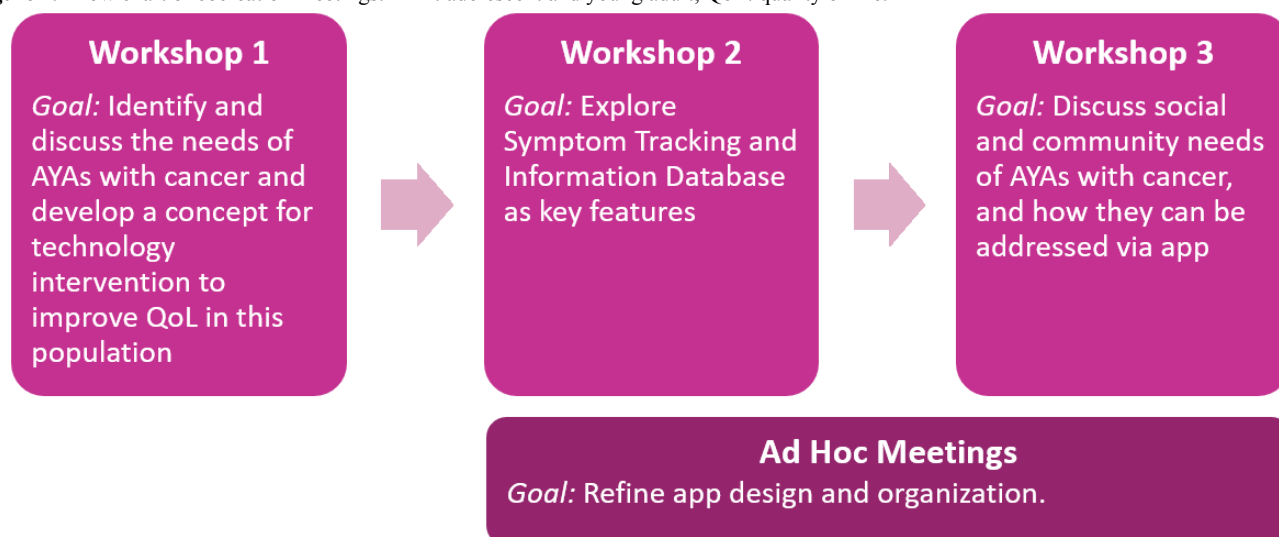 Workshop 1
Goal: Identify and
discuss the needs of
AYAs with cancer and
develop a concept for
technology
intervention to
improve QoL in this
population
Workshop 2
Goal: Explore
Symptom Tracking and
Information Database
as key features
Workshop 3
Goal: Discuss social
and community needs
of AYAs with cancer,
and how they can be
addressed via app
Ad Hoc Meetings
Goal: Refine app design and organization.